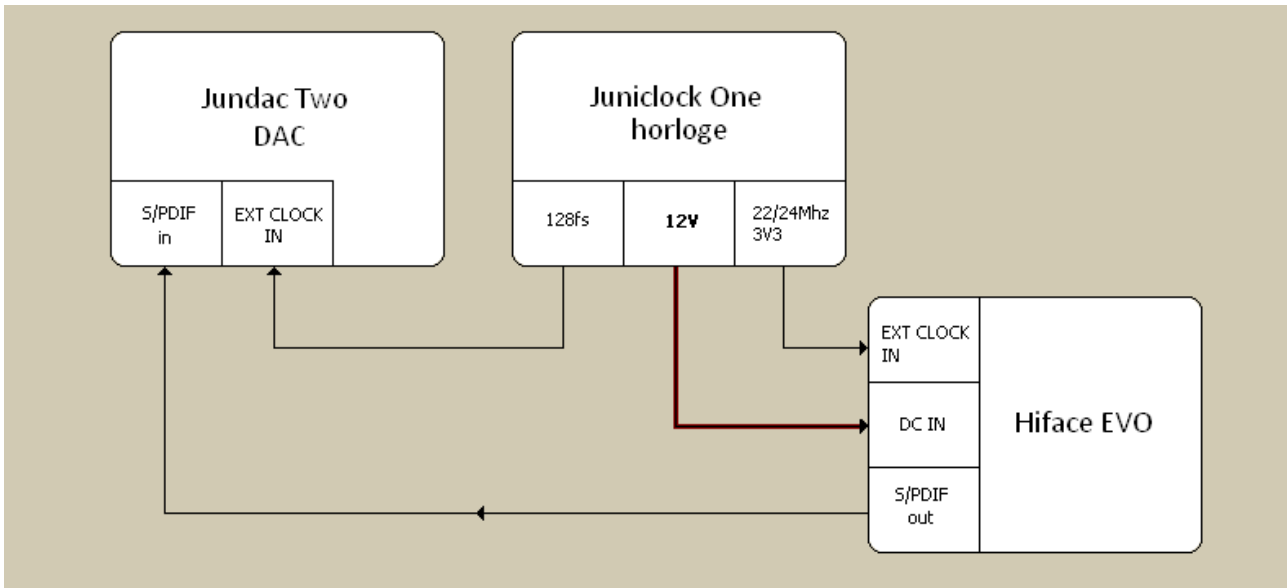 Jundac Two
DAC
S/PDIF
in
EXT CLOCK
IN
Juniclock One
horloge
128fs
12V
22/24Mhz
3V3
EXT CLOCK
IN
DC IN
S/PDIF
out
Hiface EVO